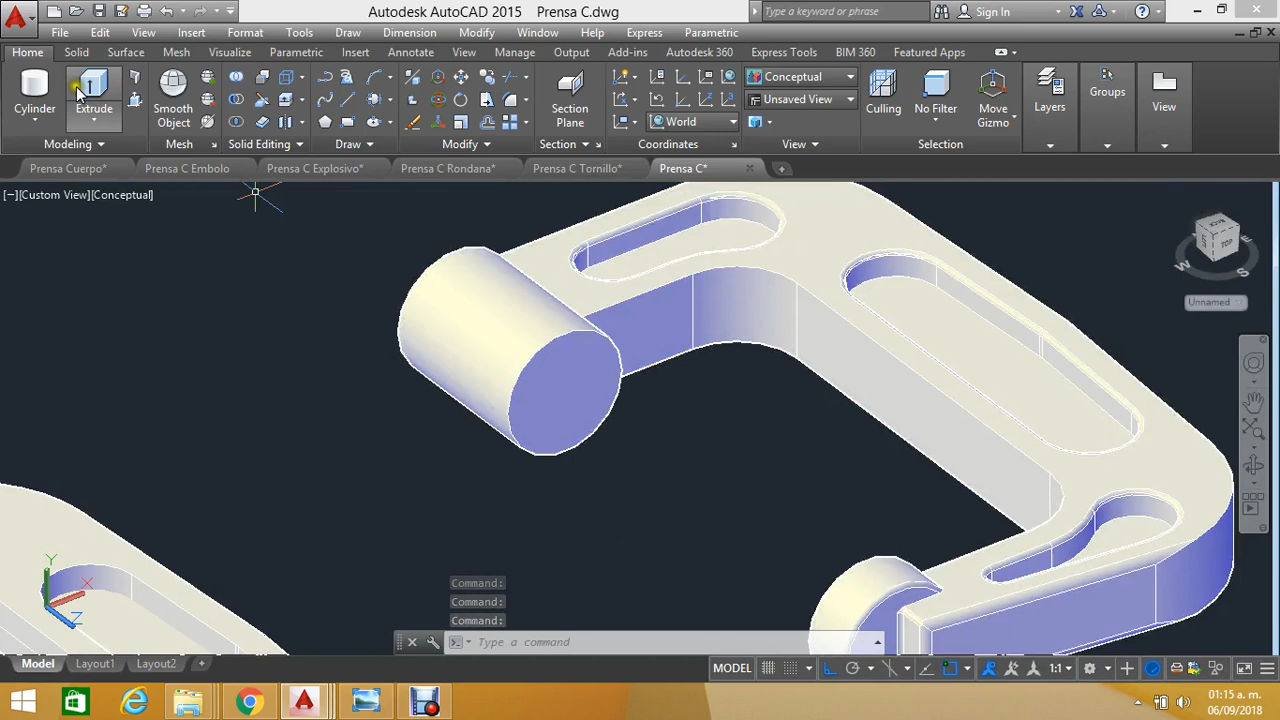 Autodesk AutoCAD 2015 Prensa C.dwg
Type a keyword or phrase
Sign In
File Edit View Insert Format Tools Draw Dimension Modify Window Help Express Parametric
Home Solid Surface Mesh Visualize Parametric Insert Annotate View Manage Output Add-ins Autodesk 360 Express Tools BIM 360 Featured Apps
Cylinder
Extrude
Smooth
Object
Section
Plane
Conceptual
Unsaved View
World
Culling
No Filter
Move
Gizmo
Layers
Groups
View
Modeling Mesh Solid Editing Draw Modify Section Coordinates View Selection
Prensa Cuerpo* Prensa C Embolo Prensa C Explosivo* Prensa C Rondana* Prensa C Tornillo* Prensa C*
[−][Custom View][Conceptual]
TOP
W
S
E
Unnamed
Y
X
Z
Command:
Command:
Command:
Type a command
Model Layout1 Layout2
MODEL
1:1
01:15 a. m.
06/09/2018